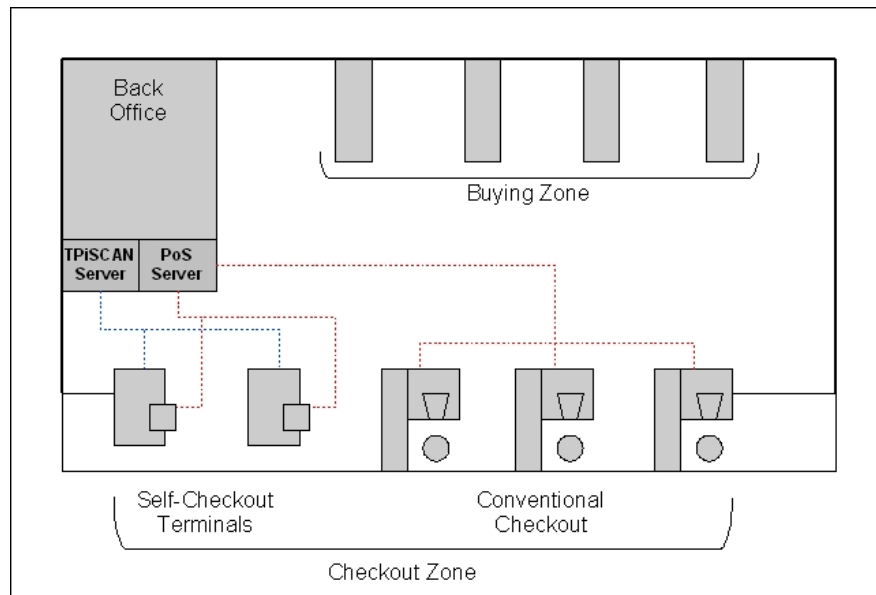 Back
Office
TPiSCAN
Server
PoS
Server
Buying Zone
Self-Checkout
Terminals
Conventional
Checkout
Checkout Zone